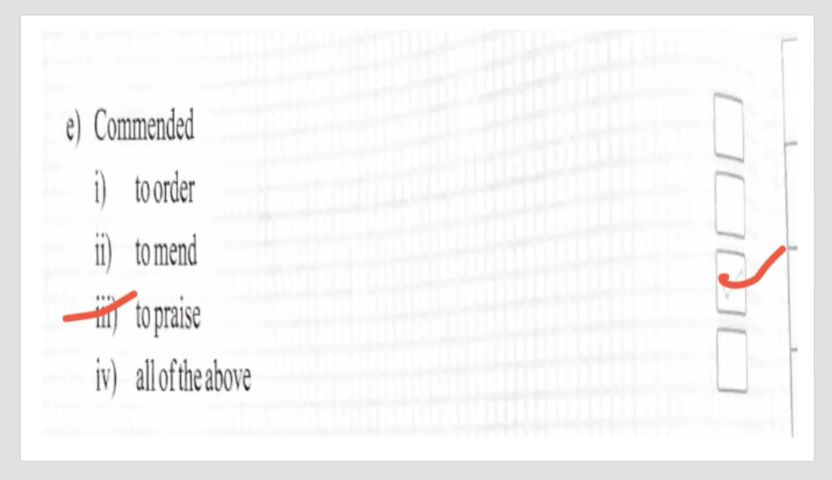 e) Commended
i) to order
ii) to mend
iii) to praise
iv) all of the above